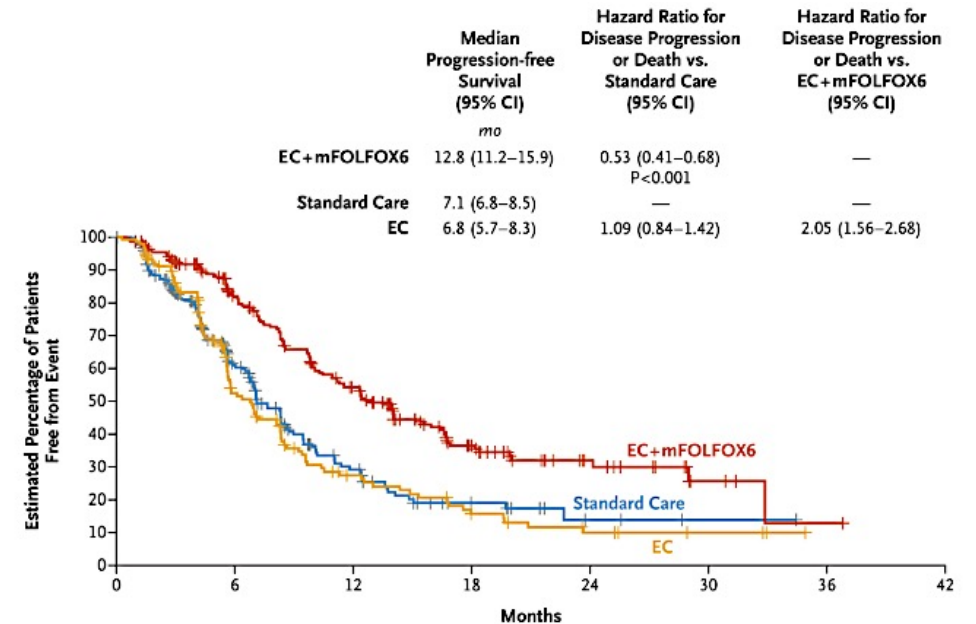 Median
Progression-free
Survival
(95% CI)
Hazard Ratio for
Disease Progression
or Death vs.
Standard Care
(95% CI)
Hazard Ratio for
Disease Progression
or Death vs.
EC+mFOLFOX6
(95% CI)
mo
EC+mFOLFOX6 12.8 (11.2–15.9) 0.53 (0.41–0.68) —
P<0.001
Standard Care 7.1 (6.8–8.5) — —
EC 6.8 (5.7–8.3) 1.09 (0.84–1.42) 2.05 (1.56–2.68)
Estimated Percentage of Patients
Free from Event
100
90
80
70
60
50
40
30
20
10
0
EC+mFOLFOX6
Standard Care
EC
0 6 12 18 24 30 36 42
Months